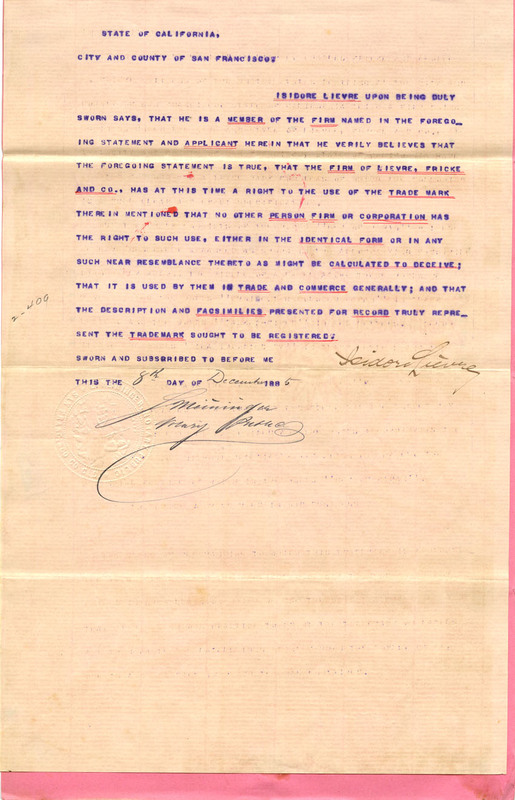 STATE OF CALIFORNIA,
CITY AND COUNTY OF SAN FRANCISCO?
ISIDORE LIEVRE UPON BEING DULY
SWORN SAYS, THAT HE IS A MEMBER OF THE FIRM NAMED IN THE FOREGO_
ING STATEMENT AND APPLICANT HEREIN THAT HE VERILY BELIEVES THAT
THE FOREGOING STATEMENT IS TRUE, THAT THE FIRM OF LIEVRE, FRICKE
AND CO., HAS AT THIS TIME A RIGHT TO THE USE OF THE TRADE MARK
THEREIN MENTIONED THAT NO OTHER PERSON FIRM OR CORPORATION HAS
THE RIGHT TO SUCH USE, EITHER IN THE IDENTICAL FORM OR IN ANY
SUCH NEAR RESEMBLANCE THERETO AS MIGHT BE CALCULATED TO DECEIVE;
THAT IT IS USED BY THEM IN TRADE AND COMMERCE GENERALLY; AND THAT
THE DESCRIPTION AND FACSIMILIES PRESENTED FOR RECORD TRULY REPRE_
SENT THE TRADEMARK SOUGHT TO BE REGISTERED?
SWORN AND SUBSCRIBED TO BEFORE ME
Isidore Lievre
THIS THE 8th DAY OF December 1885
Notary Public